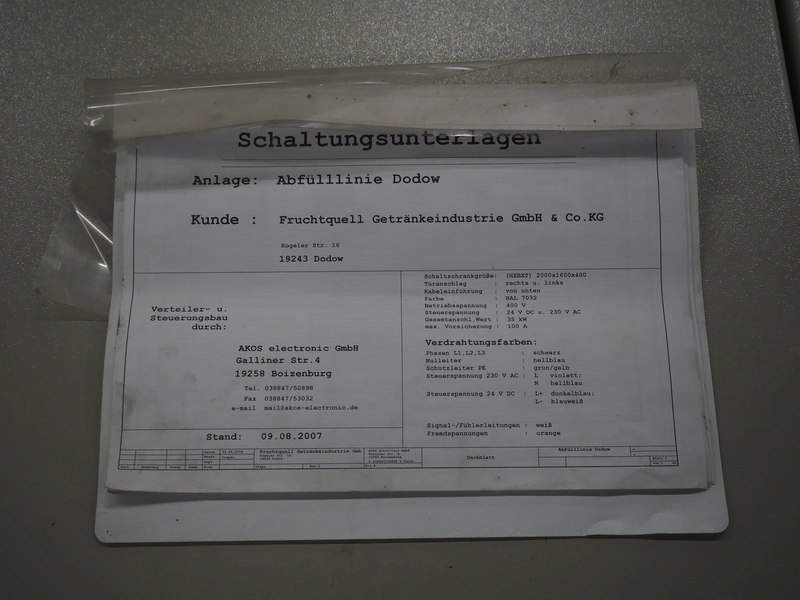 Schaltungsunterlagen
Anlage: Abfülllinie Dodow
Kunde : Fruchtquell Getränkeindustrie GmbH & Co.KG
Kogeler Str. 16
19243 Dodow
Verteiler- u.
Steuerungsbau
durch:
AKOS electronic GmbH
Galliner Str.4
19258 Boizenburg
Tel. 038847/50898
Fax 038847/53032
e-mail mail@akos-electronic.de
Stand: 09.08.2007
Schaltschrankgröße: (HXBXT) 2000x1600x400
Türanschlag : rechts u. links
Kabeleinführung : von unten
Farbe : RAL 7032
Betriebsspannung : 400 V
Steuerspannung : 24 V DC u. 230 V AC
Gesamtanschl.Wert : 35 kW
max. Vorsicherung : 100 A
Verdrahtungsfarben:
Phasen L1,L2,L3 : schwarz
Nulleiter : hellblau
Schutzleiter PE : grün/gelb
Steuerspannung 230 V AC : L violett;
N hellblau
Steuerspannung 24 V DC : L+ dunkelblau;
L- blauweiß
Signal-/Fühlerleitungen : weiß
Fremdspannungen : orange
Fruchtquell Getränkeindustrie Gmb
Deckblatt
Abfülllinie Dodow